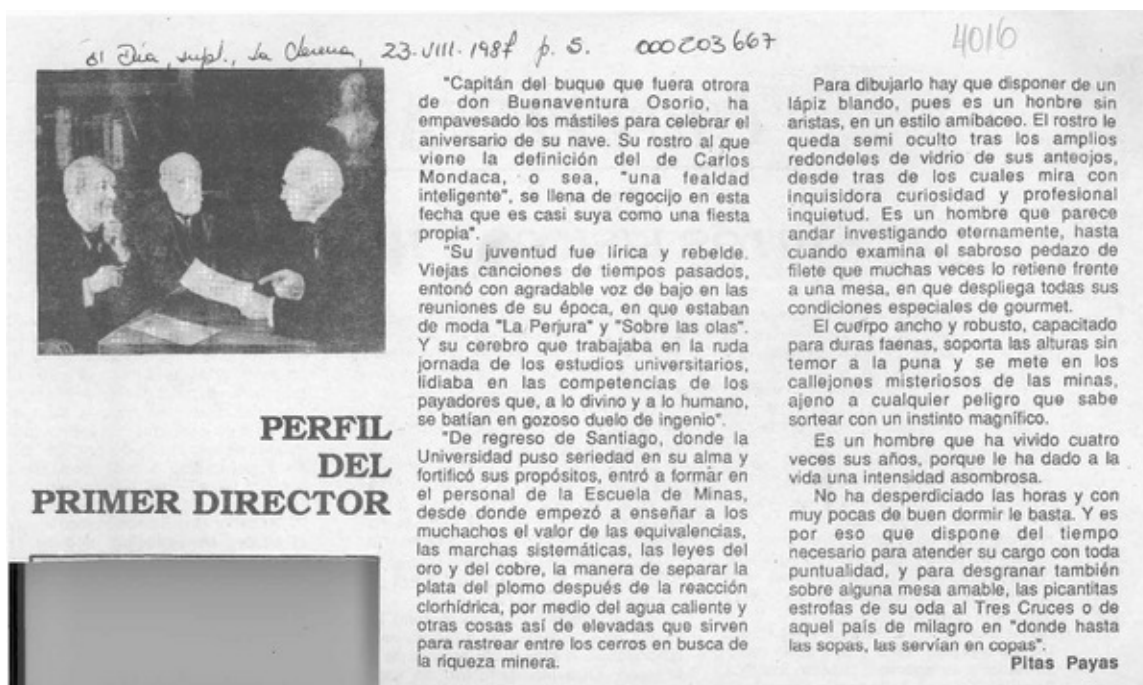 El Día, supl., La Serena, 23-VIII-1987 p. 5. 000203667
4016
PERFIL
DEL
PRIMER DIRECTOR
"Capitán del buque que fuera otrora
de don Buenaventura Osorio, ha
empavesado los mástiles para celebrar el
aniversario de su nave. Su rostro al que
viene la definición del de Carlos
Mondaca, o sea, "una fealdad
inteligente", se llena de regocijo en esta
fecha que es casi suya como una fiesta
propia".
"Su juventud fue lírica y rebelde.
Viejas canciones de tiempos pasados,
entonó con agradable voz de bajo en las
reuniones de su época, en que estaban
de moda "La Perjura" y "Sobre las olas".
Y su cerebro que trabajaba en la ruda
jornada de los estudios universitarios,
lidiaba en las competencias de los
payadores que, a lo divino y a lo humano,
se batían en gozoso duelo de ingenio".
"De regreso de Santiago, donde la
Universidad puso seriedad en su alma y
fortificó sus propósitos, entró a formar en
el personal de la Escuela de Minas,
desde donde empezó a enseñar a los
muchachos el valor de las equivalencias,
las marchas sistemáticas, las leyes del
oro y del cobre, la manera de separar la
plata del plomo después de la reacción
clorhídrica, por medio del agua caliente y
otras cosas así de elevadas que sirven
para rastrear entre los cerros en busca de
la riqueza minera.
Para dibujarlo hay que disponer de un
lápiz blando, pues es un honbre sin
aristas, en un estilo amíbaceo. El rostro le
queda semi oculto tras los amplios
redondeles de vidrio de sus anteojos,
desde tras de los cuales mira con
inquisidora curiosidad y profesional
inquietud. Es un hombre que parece
andar investigando eternamente, hasta
cuando examina el sabroso pedazo de
filete que muchas veces lo retiene frente
a una mesa, en que despliega todas sus
condiciones especiales de gourmet.
El cuerpo ancho y robusto, capacitado
para duras faenas, soporta las alturas sin
temor a la puna y se mete en los
callejones misteriosos de las minas,
ajeno a cualquier peligro que sabe
sortear con un instinto magnífico.
Es un hombre que ha vivido cuatro
veces sus años, porque le ha dado a la
vida una intensidad asombrosa.
No ha desperdiciado las horas y con
muy pocas de buen dormir le basta. Y es
por eso que dispone del tiempo
necesario para atender su cargo con toda
puntualidad, y para desgranar también
sobre alguna mesa amable, las picantitas
estrofas de su oda al Tres Cruces o de
aquel país de milagro en "donde hasta
las sopas, las servían en copas".
Pitas Payas